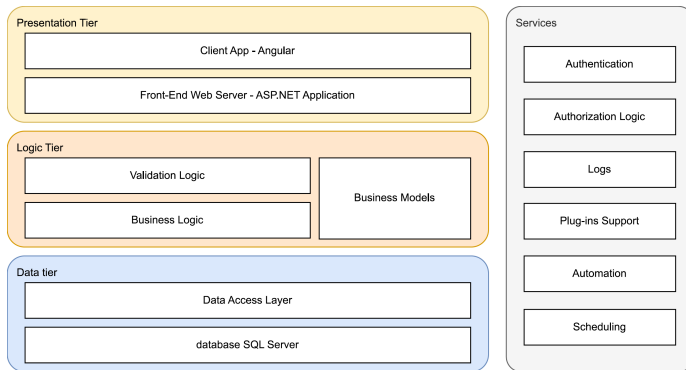 Presentation Tier
Client App - Angular
Front-End Web Server - ASP.NET Application
Logic Tier
Validation Logic
Business Logic
Business Models
Data tier
Data Access Layer
database SQL Server
Services
Authentication
Authorization Logic
Logs
Plug-ins Support
Automation
Scheduling